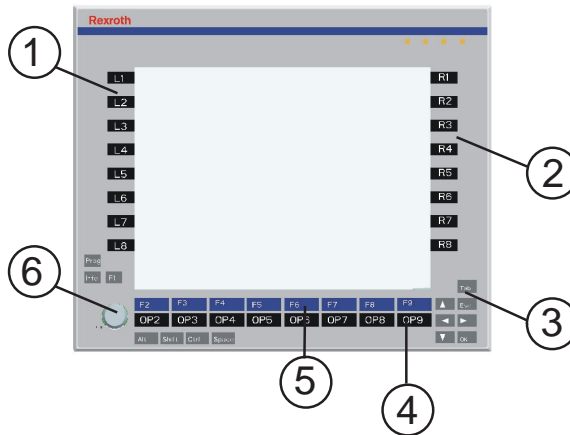 Rexroth
1
L1 R1
L2 R2
L3 R3
L4 R4
2
L5 R5
L6 R6
L7 R7
L8 R8
Prog
6
Info F1
Tab
F2 F3 F4 F5 F6 F7 F8 F9 Esc
3
OP2 OP3 OP4 OP5 OP6 OP7 OP8 OP9
Alt Shift Ctrl Space OK
5
4